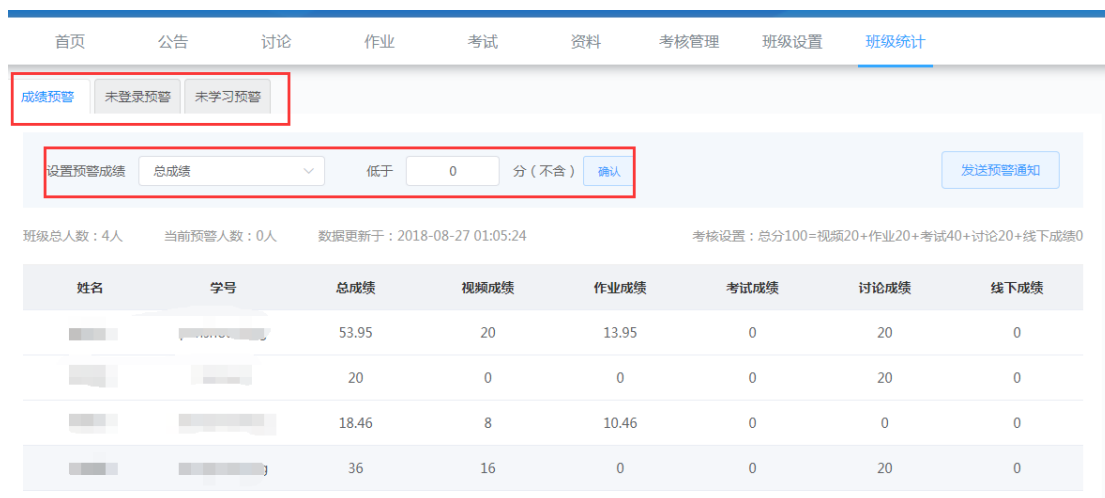 首页 公告 讨论 作业 考试 资料 考核管理 班级设置 班级统计
成绩预警 未登录预警 未学习预警
设置预警成绩 总成绩 低于 0 分(不含) 确认 发送预警通知
班级总人数:4人 当前预警人数:0人 数据更新于:2018-08-27 01:05:24 考核设置:总分100=视频20+作业20+考试40+讨论20+线下成绩0
姓名 学号 总成绩 视频成绩 作业成绩 考试成绩 讨论成绩 线下成绩
53.95 20 13.95 0 20 0
20 0 0 0 20 0
18.46 8 10.46 0 0 0
36 16 0 0 20 0